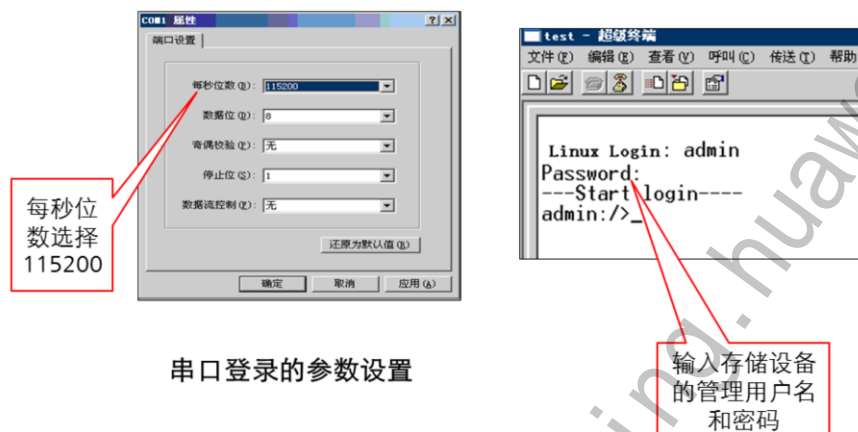 COM1 属性
端口设置
每秒位数(B): 115200
数据位(D): 8
奇偶校验(P): 无
停止位(S): 1
数据流控制(F): 无
还原为默认值(R)
确定 取消 应用(A)
每秒位
数选择
115200
串口登录的参数设置
test - 超级终端
文件(F) 编辑(E) 查看(V) 呼叫(C) 传送(T) 帮助
Linux Login: admin
Password:
---Start login----
admin:/>_
输入存储设备
的管理用户名
和密码
ing.huaw